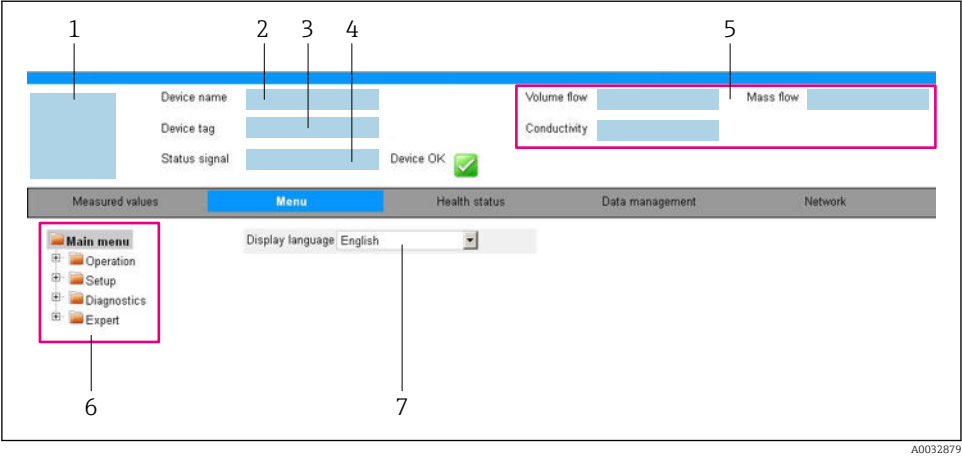 1 2 3 4 5
Device name Volume flow Mass flow
Device tag Conductivity
Status signal Device OK
Measured values Menu Health status Data management Network
Main menu Display language English
Operation
Setup
Diagnostics
Expert
6 7
A0032879